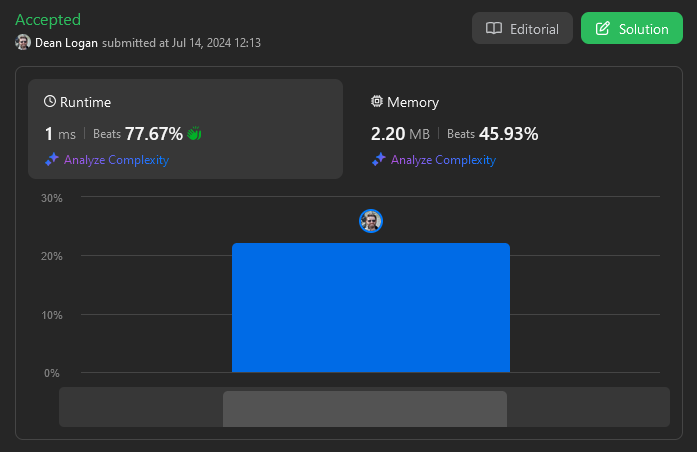 Accepted
Dean Logan submitted at Jul 14, 2024 12:13
Editorial
Solution
Runtime
1 ms Beats 77.67%
Analyze Complexity
Memory
2.20 MB Beats 45.93%
Analyze Complexity
30%
20%
10%
0%